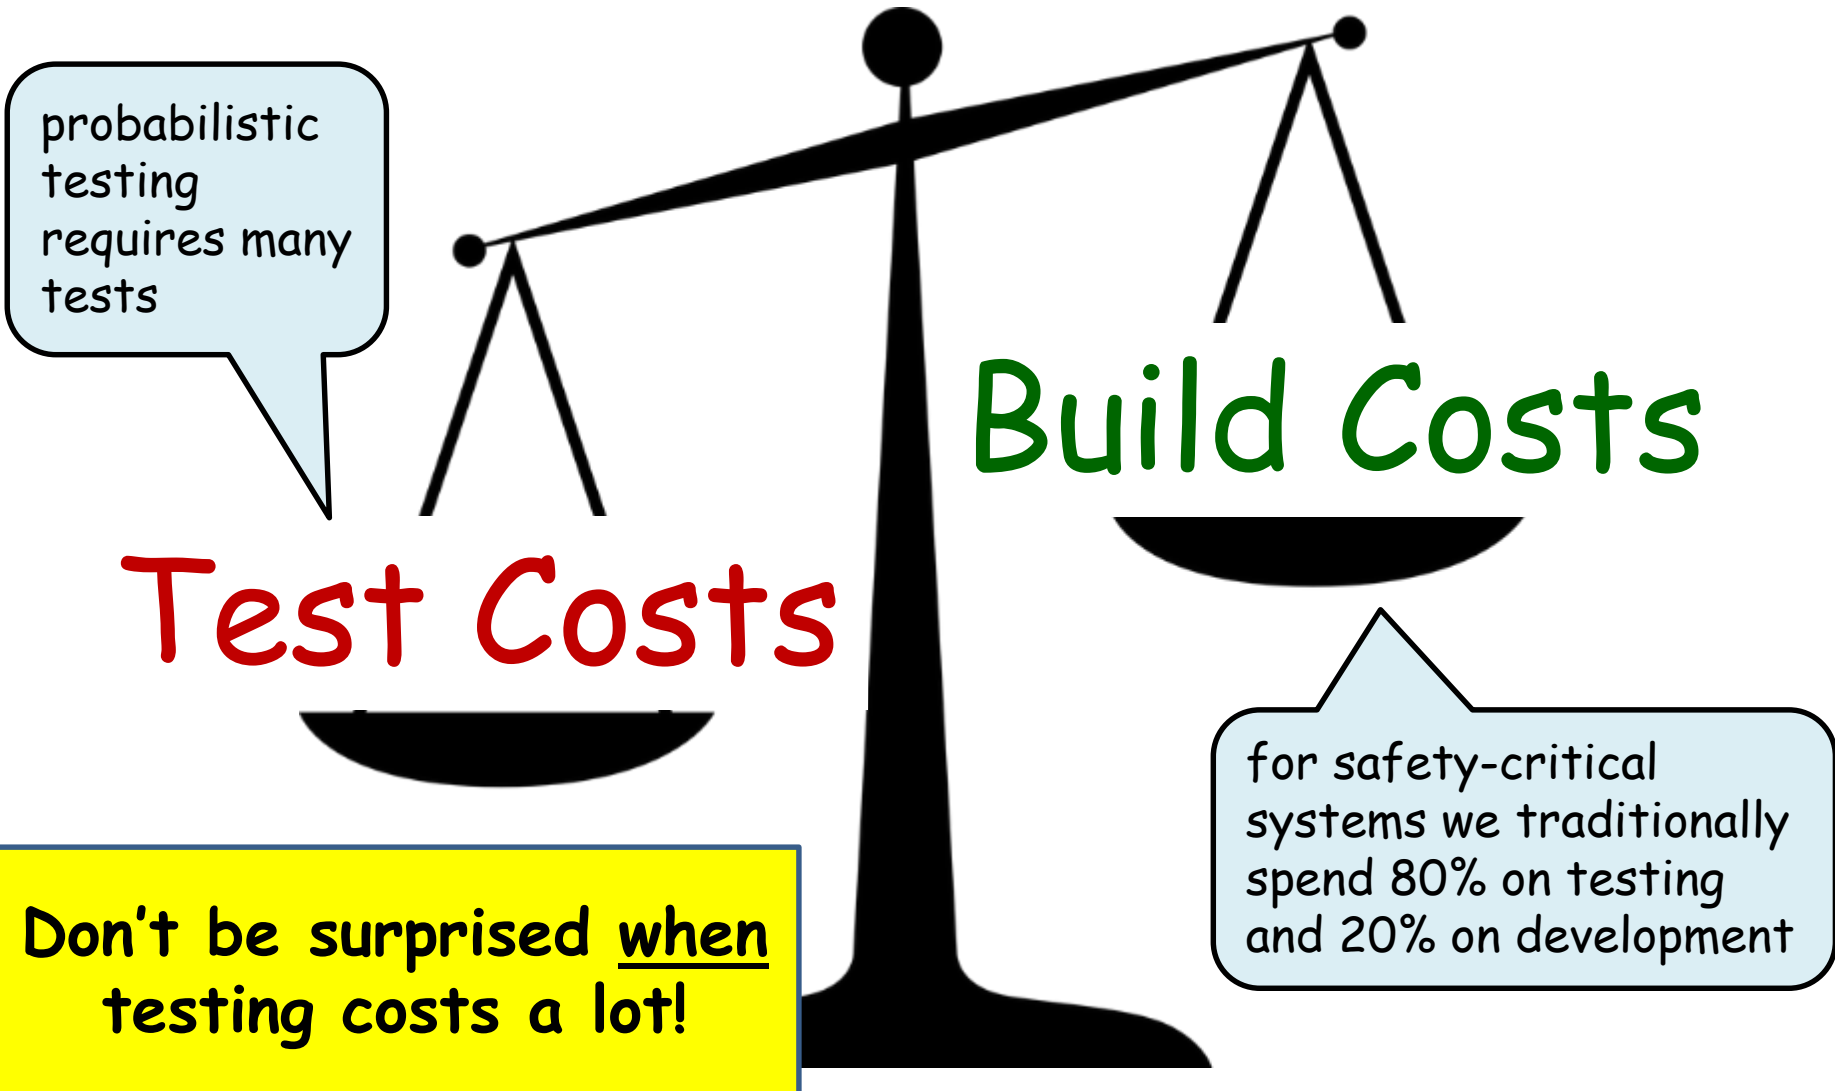 probabilistic
testing
requires many
tests
Build Costs
Test Costs
for safety-critical
systems we traditionally
spend 80% on testing
and 20% on development
Don't be surprised when
testing costs a lot!